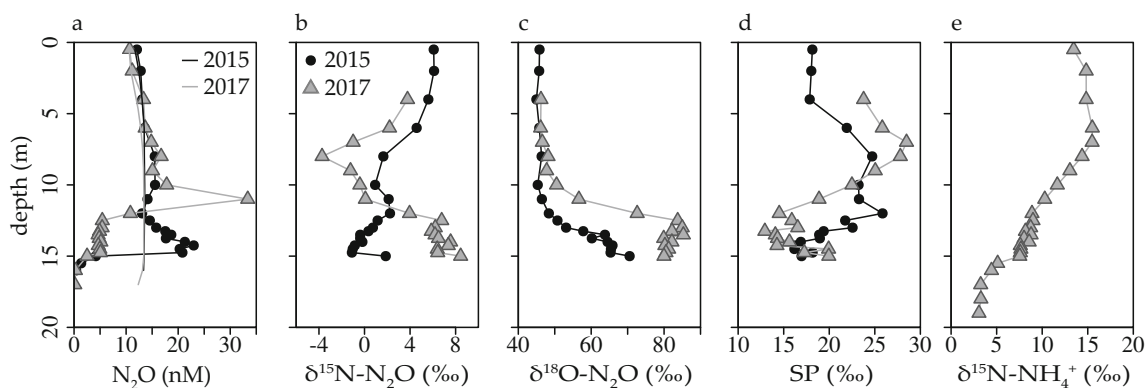 a
b
c
d
e
0
5
10
15
20
depth (m)
2015
2017
2015
2017
0 10 20 30
-4 0 4 8
40 60 80
10 15 20 25 30
0 5 10 15 20
N₂O (nM)
δ¹⁵N-N₂O (‰)
δ¹⁸O-N₂O (‰)
SP (‰)
δ¹⁵N-NH₄⁺ (‰)